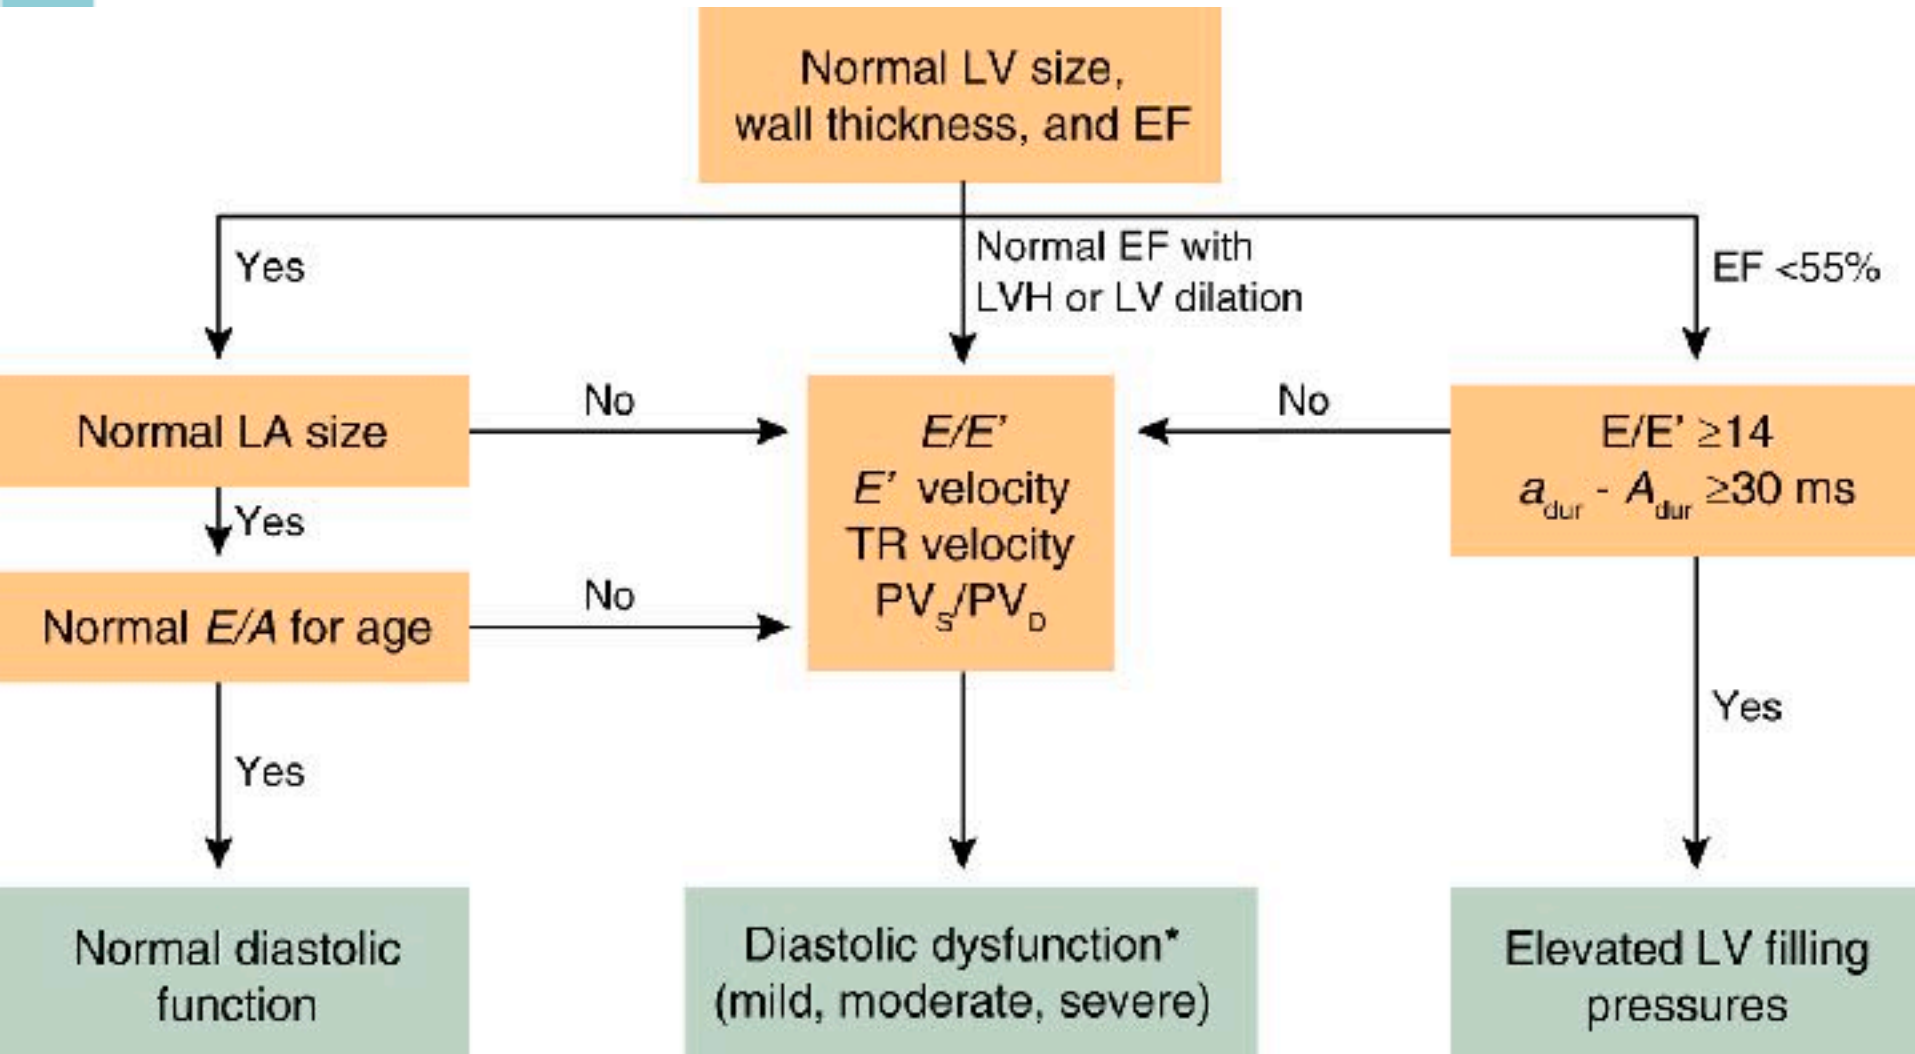 Normal LV size,
wall thickness, and EF
Yes
Normal EF with
LVH or LV dilation
EF <55%
Normal LA size
No
E/E’
E’ velocity
TR velocity
PVS/PVD
No
E/E’ ≥14
adur - Adur ≥30 ms
Yes
Normal E/A for age
No
Yes
Yes
Normal diastolic
function
Diastolic dysfunction*
(mild, moderate, severe)
Elevated LV filling
pressures